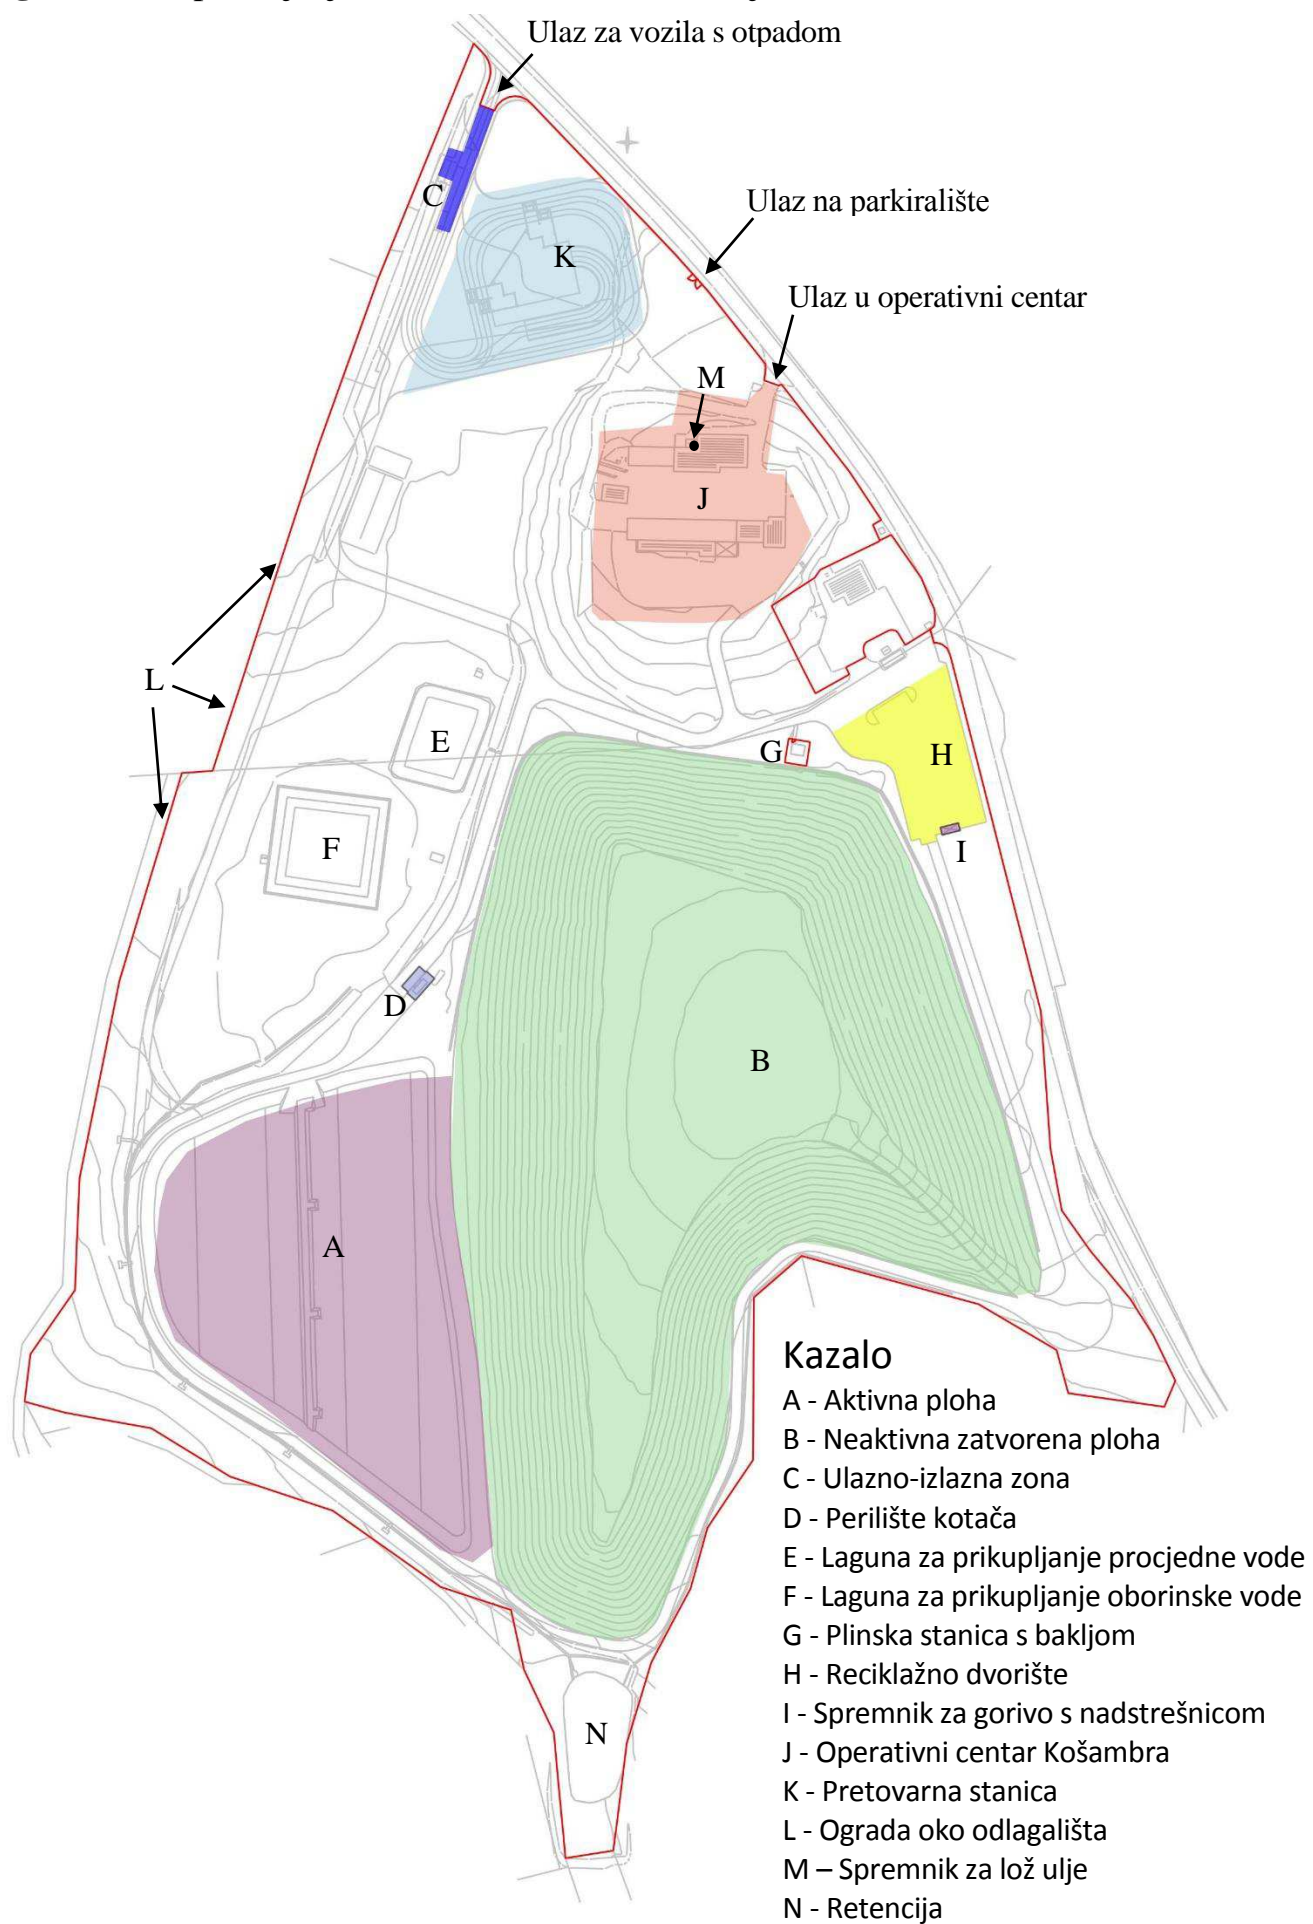 Ulaz za vozila s otpadom
C
Ulaz na parkiralište
K
Ulaz u operativni centar
M
J
L
E
G
H
F
I
D
B
A
Kazalo
A - Aktivna ploha
B - Neaktivna zatvorena ploha
C - Ulazno-izlazna zona
D - Perilište kotača
E - Laguna za prikupljanje procjedne vode
F - Laguna za prikupljanje oborinske vode
G - Plinska stanica s bakljom
H - Reciklažno dvorište
I - Spremnik za gorivo s nadstrešnicom
N
J - Operativni centar Košambra
K - Pretovarna stanica
L - Ograda oko odlagališta
M – Spremnik za lož ulje
N - Retencija